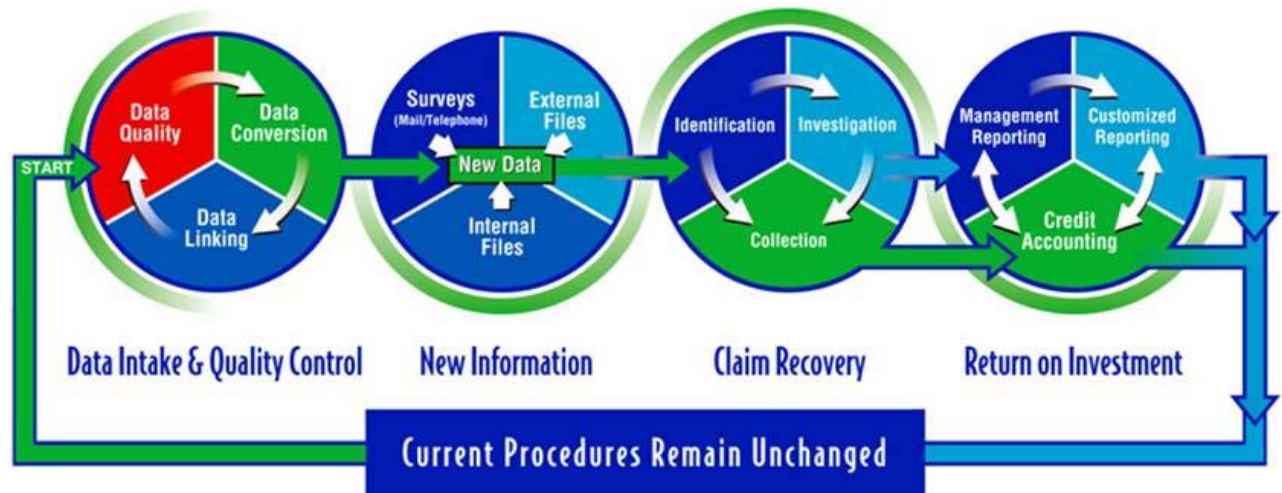 START
Data
Quality
Data
Conversion
Data
Linking
Surveys
(Mail/Telephone)
External
Files
New Data
Internal
Files
Identification
Investigation
Collection
Management
Reporting
Customized
Reporting
Credit
Accounting
Data Intake & Quality Control
New Information
Claim Recovery
Return on Investment
Current Procedures Remain Unchanged